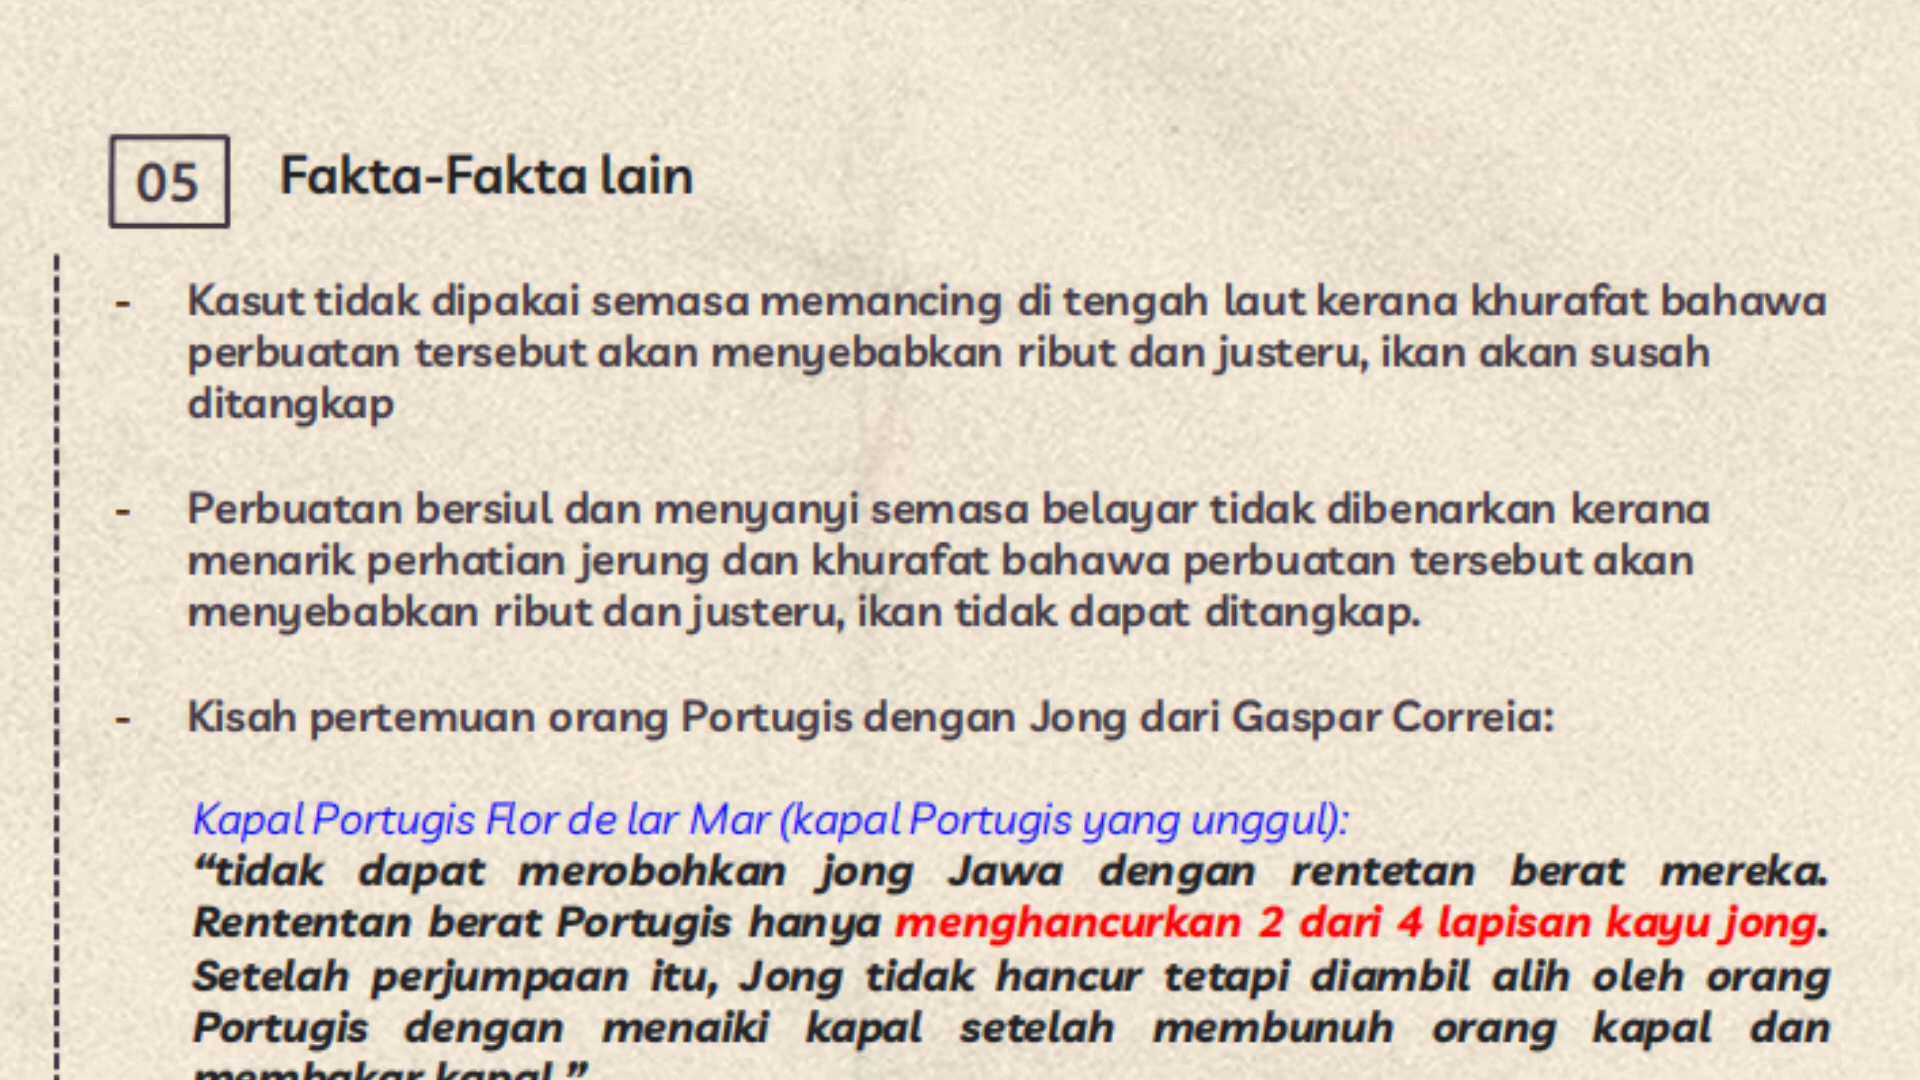 05
Fakta-Fakta lain
- Kasut tidak dipakai semasa memancing di tengah laut kerana khurafat bahawa
perbuatan tersebut akan menyebabkan ribut dan justeru, ikan akan susah
ditangkap
- Perbuatan bersiul dan menyanyi semasa belayar tidak dibenarkan kerana
menarik perhatian jerung dan khurafat bahawa perbuatan tersebut akan
menyebabkan ribut dan justeru, ikan tidak dapat ditangkap.
- Kisah pertemuan orang Portugis dengan Jong dari Gaspar Correia:
Kapal Portugis Flor de lar Mar (kapal Portugis yang unggul):
“tidak dapat merobohkan jong Jawa dengan rentetan berat mereka.
Rententan berat Portugis hanya menghancurkan 2 dari 4 lapisan kayu jong.
Setelah perjumpaan itu, Jong tidak hancur tetapi diambil alih oleh orang
Portugis dengan menaiki kapal setelah membunuh orang kapal dan
membakar kapal.”